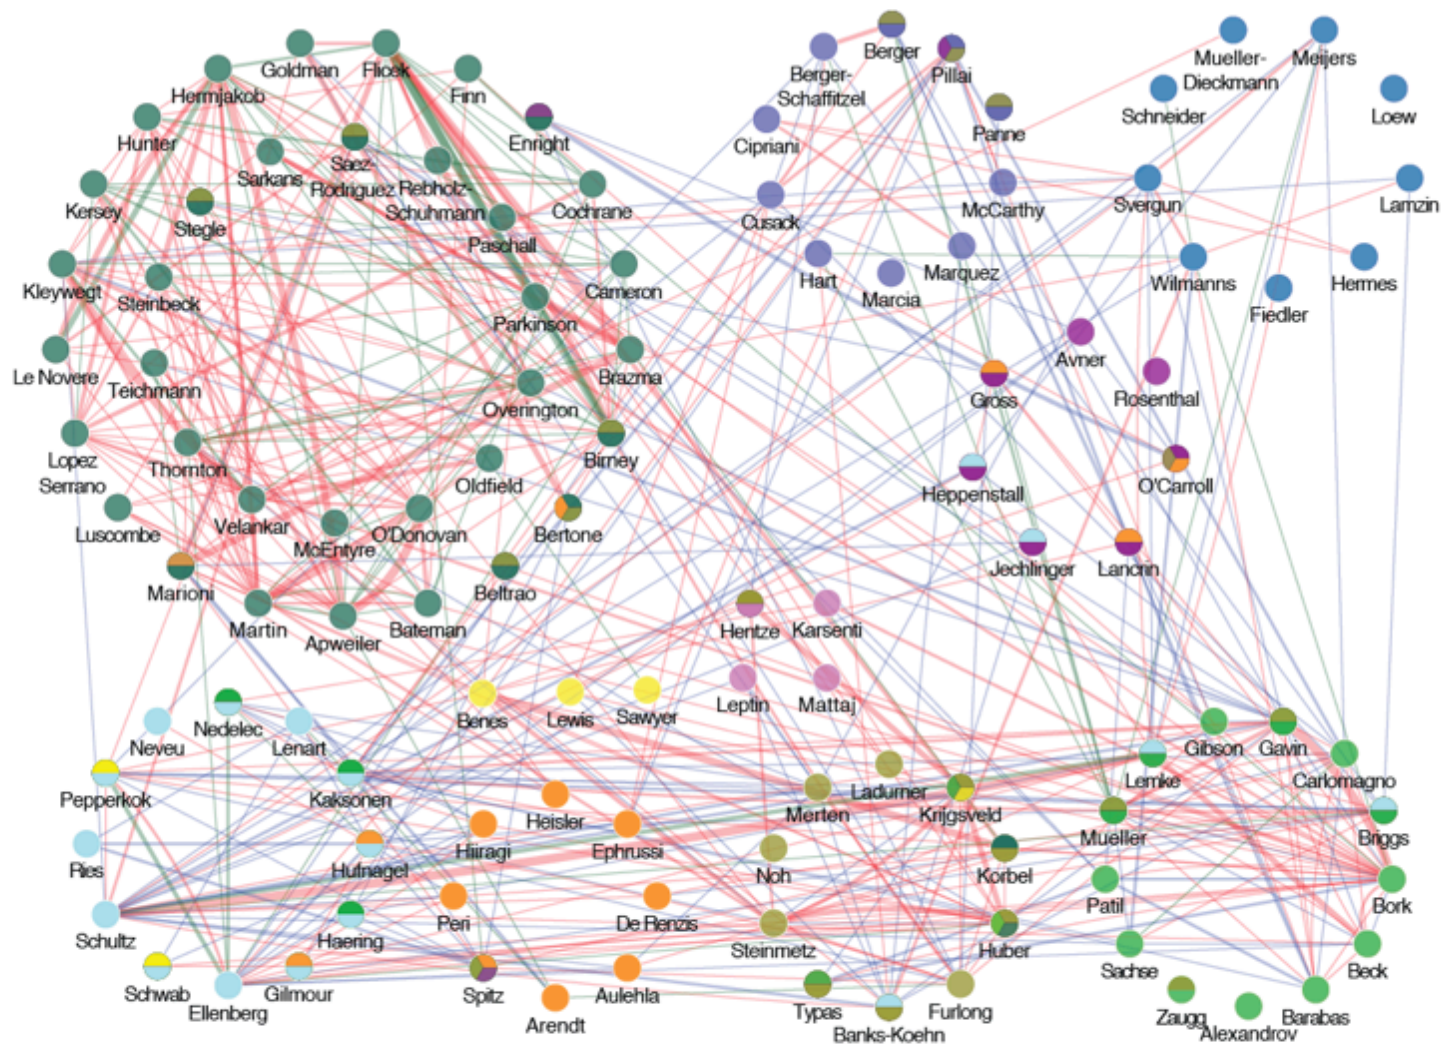 Goldman
Flicek
Finn
Hermjakob
Hunter
Enright
Sarkans
Saez-
Rodriguez
Rebholz-
Schuhmann
Kersey
Stegle
Paschall
Cochrane
Kleywegt
Steinbeck
Cameron
Parkinson
Le Novere
Teichmann
Brazma
Overington
Lopez
Serrano
Thornton
Oldfield
Birney
Luscombe
Velankar
McEntyre
O'Donovan
Bertone
Marioni
Beltrao
Martin
Apweiler
Bateman
Berger
Berger-
Schaffitzel
Pillai
Cipriani
Panne
Cusack
McCarthy
Hart
Marcia
Marquez
Mueller-
Dieckmann
Meijers
Schneider
Loew
Svergun
Lamzin
Wilmanns
Hermes
Fiedler
Avner
Rosenthal
Gross
Heppenstall
O'Carroll
Jechlinger
Lancrin
Hentze
Karsenti
Leptin
Mattaj
Benes
Lewis
Sawyer
Nedelec
Neveu
Lenart
Pepperkok
Kaksonen
Ries
Hufnagel
Schultz
Haering
Schwab
Ellenberg
Gilmour
Heisler
Hiiragi
Ephrussi
Peri
De Renzis
Spitz
Arendt
Aulehla
Ladurner
Merten
Krijgsveld
Noh
Korbel
Steinmetz
Huber
Typas
Banks-Koehn
Furlong
Gibson
Gavin
Lemke
Carlomagno
Mueller
Briggs
Patil
Bork
Sachse
Beck
Zaugg
Alexandrov
Barabas